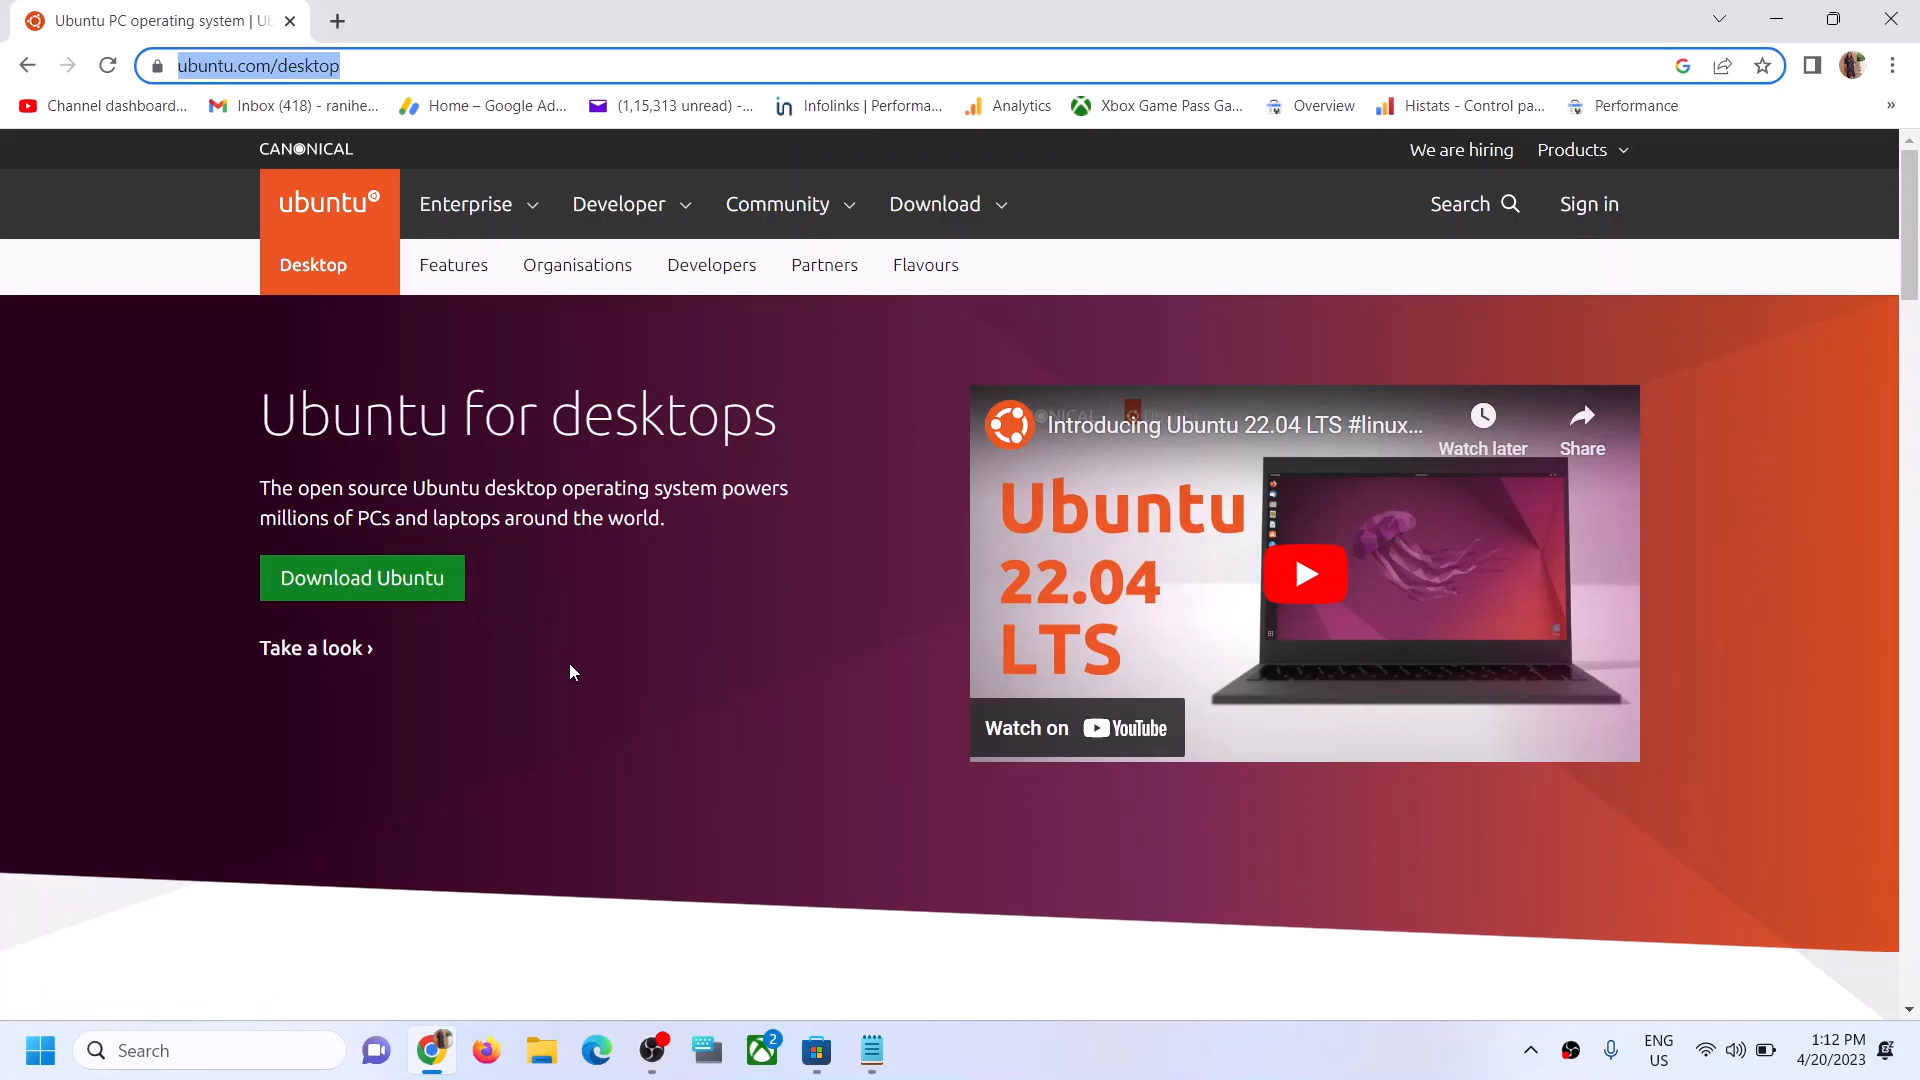 Ubuntu PC operating system | Ub
ubuntu.com/desktop
Channel dashboard... Inbox (418) - ranihe... Home – Google Ad... (1,15,313 unread) -... Infolinks | Performa... Analytics Xbox Game Pass Ga... Overview Histats - Control pa... Performance »
CANONICAL We are hiring Products
ubuntu Enterprise Developer Community Download Search Sign in
Desktop Features Organisations Developers Partners Flavours
Ubuntu for desktops
The open source Ubuntu desktop operating system powers
millions of PCs and laptops around the world.
Download Ubuntu
Take a look ›
Introducing Ubuntu 22.04 LTS #linux...
Watch later Share
Ubuntu
22.04
LTS
Watch on YouTube
Search
2
ENG
US
1:12 PM
4/20/2023